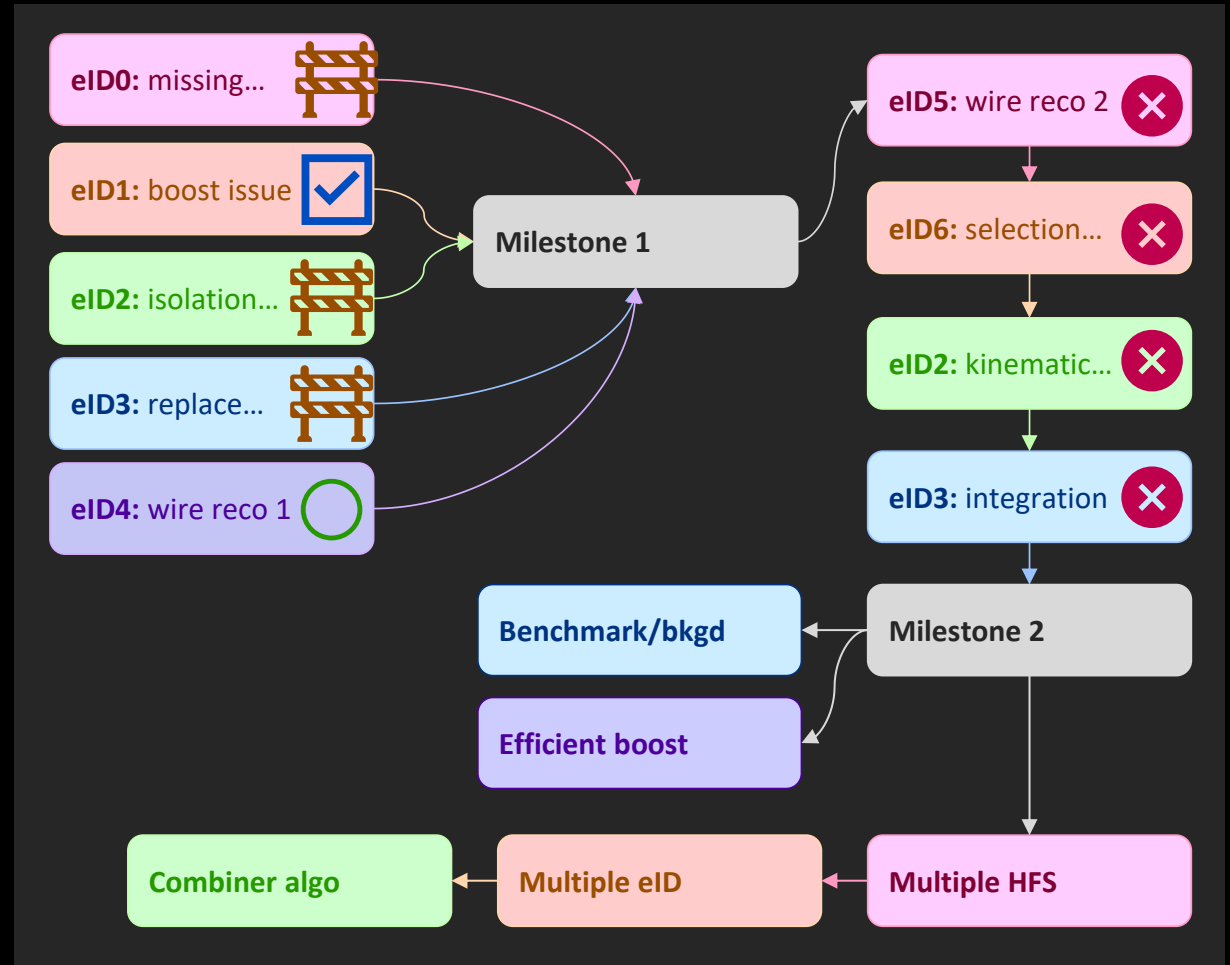 eID0: missing...
eID1: boost issue
eID2: isolation...
eID3: replace...
eID4: wire reco 1
Milestone 1
eID5: wire reco 2
eID6: selection...
eID2: kinematic...
eID3: integration
Milestone 2
Benchmark/bkgd
Efficient boost
Multiple HFS
Multiple eID
Combiner algo